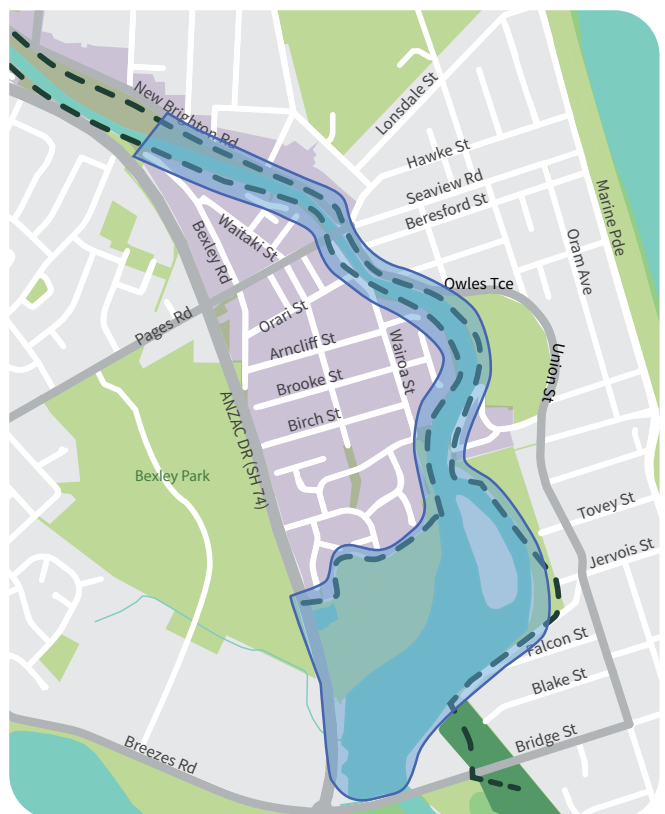 New Brighton Rd
Lonsdale St
Hawke St
Seaview Rd
Beresford St
Marine Pde
Oram Ave
Waitaki St
Bexley Rd
Owles Tce
Pages Rd
Orari St
Arncliff St
Wairoa St
Union St
Brooke St
Birch St
ANZAC DR (SH 74)
Bexley Park
Tovey St
Jervois St
Falcon St
Blake St
Bridge St
Breezes Rd